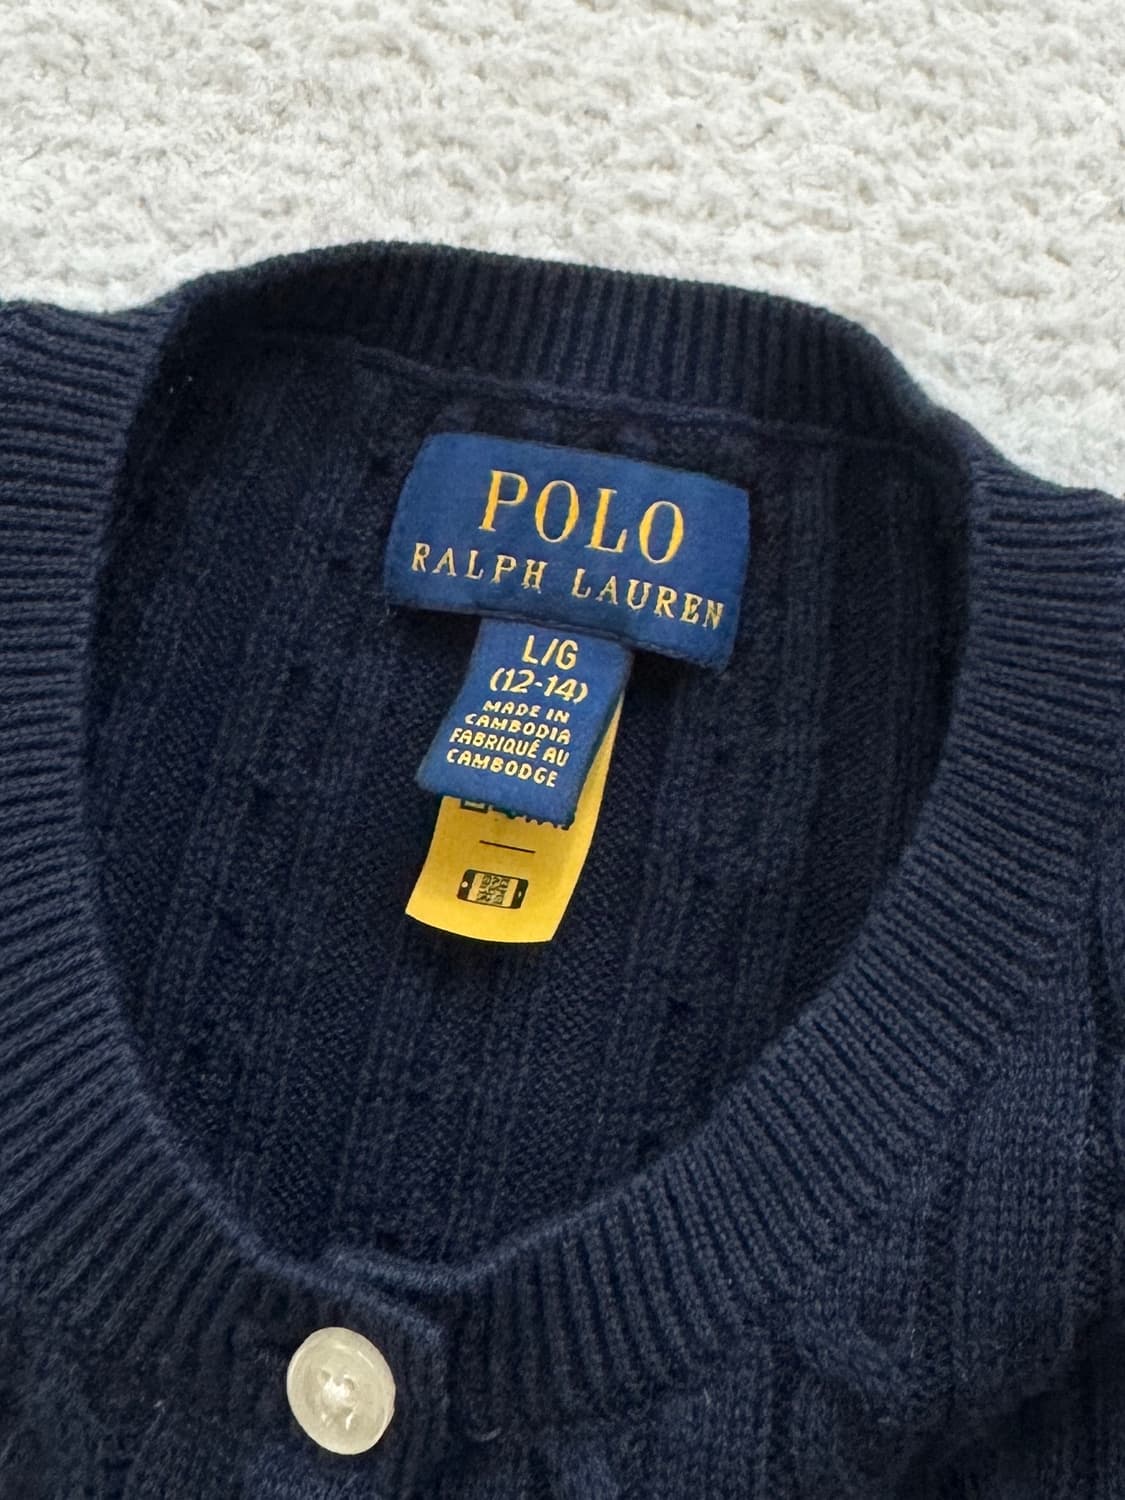 POLO
RALPH LAUREN
L/G
(12-14)
MADE IN
CAMBODIA
FABRIQUÉ AU
CAMBODGE